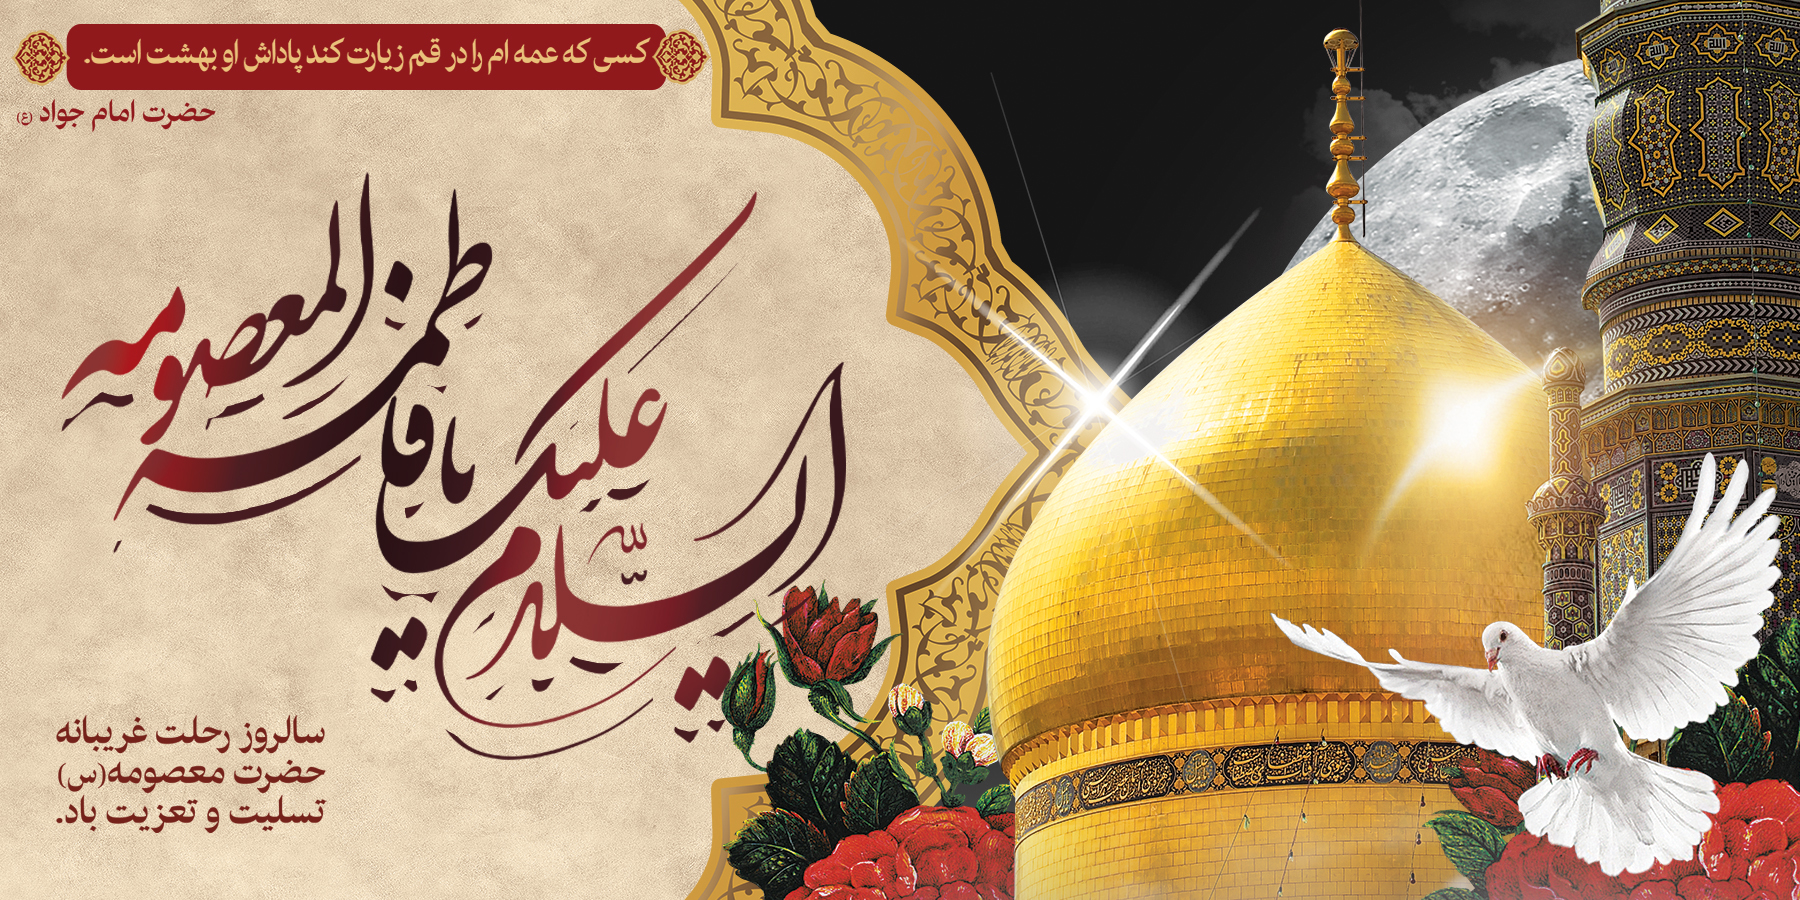 کسی که عمه ام را در قم زیارت کند پاداش او بهشت است.
حضرت امام جواد (ع)
السلام علیک یا فاطمة المعصومه
سالروز رحلت غریبانه
حضرت معصومه(س)
تسلیت و تعزیت باد.